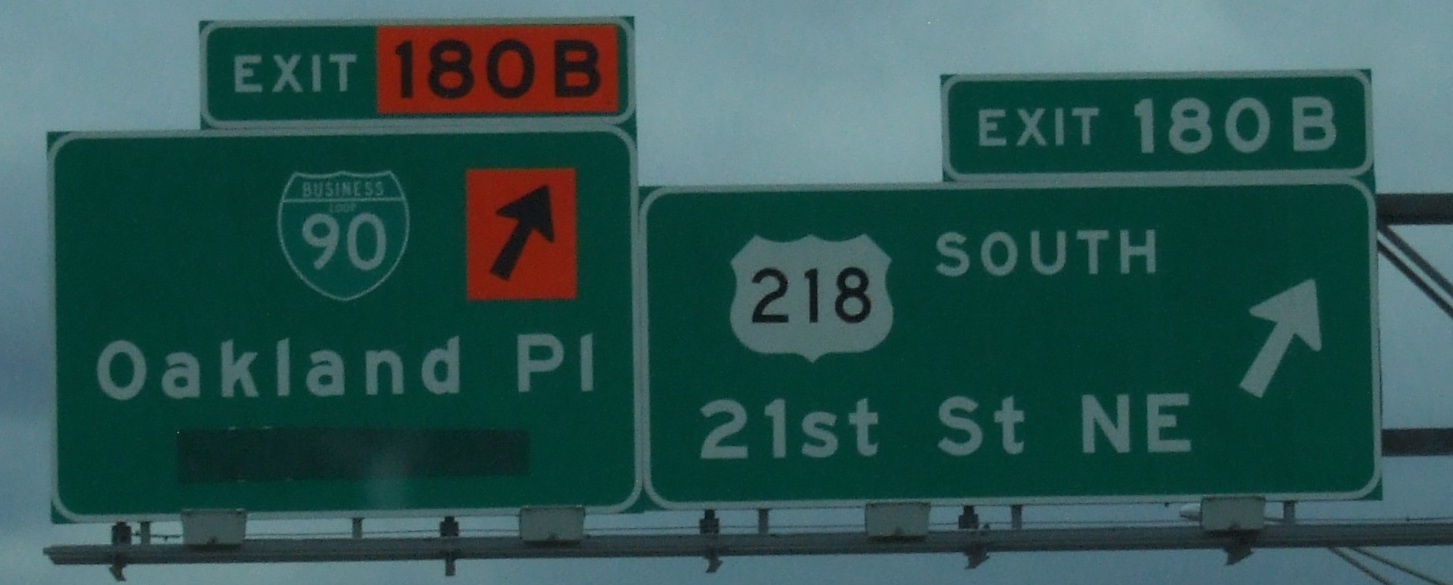 EXIT 180B
BUSINESS
LOOP
90
Oakland Pl
EXIT 180B
218 SOUTH
21st St NE